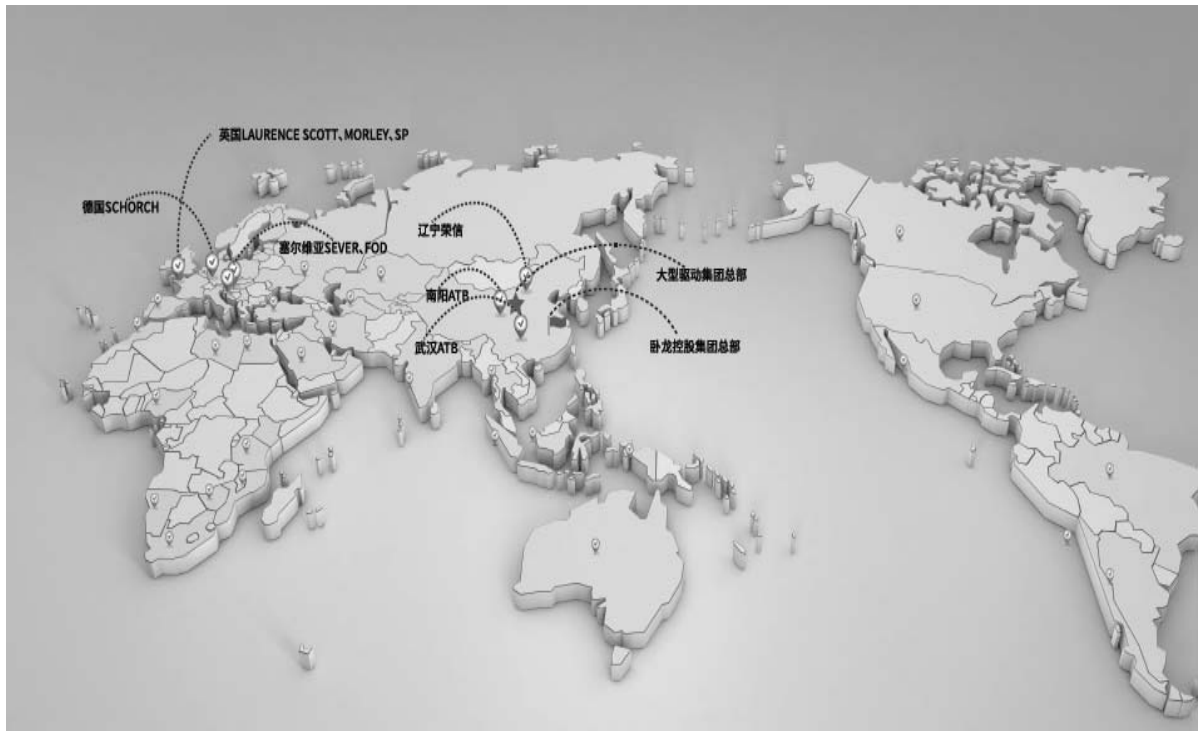 英国LAURENCE SCOTT、MORLEY、SP
德国SCHORCH
塞尔维亚SEVER、FOD
辽宁荣信
大型驱动集团总部
南阳ATB
武汉ATB
卧龙控股集团总部